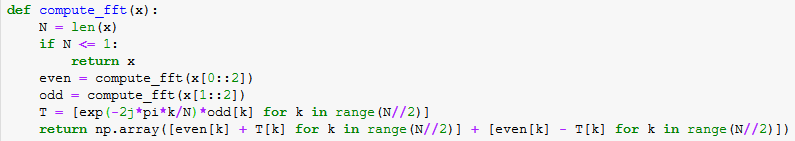 def compute_fft(x):
    N = len(x)
    if N <= 1:
        return x
    even = compute_fft(x[0::2])
    odd = compute_fft(x[1::2])
    T = [exp(-2j*pi*k/N)*odd[k] for k in range(N//2)]
    return np.array([even[k] + T[k] for k in range(N//2)] + [even[k] - T[k] for k in range(N//2)])